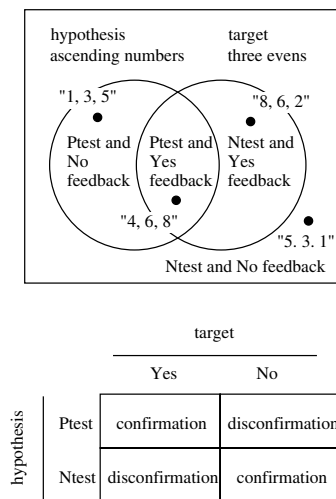 hypothesis
ascending numbers
target
three evens
"1, 3, 5"
"8, 6, 2"
Ptest and
No
feedback
Ptest and
Yes
feedback
Ntest and
Yes
feedback
"4, 6, 8"
"5. 3. 1"
Ntest and No feedback
target
Yes No
hypothesis
Ptest confirmation disconfirmation
Ntest disconfirmation confirmation